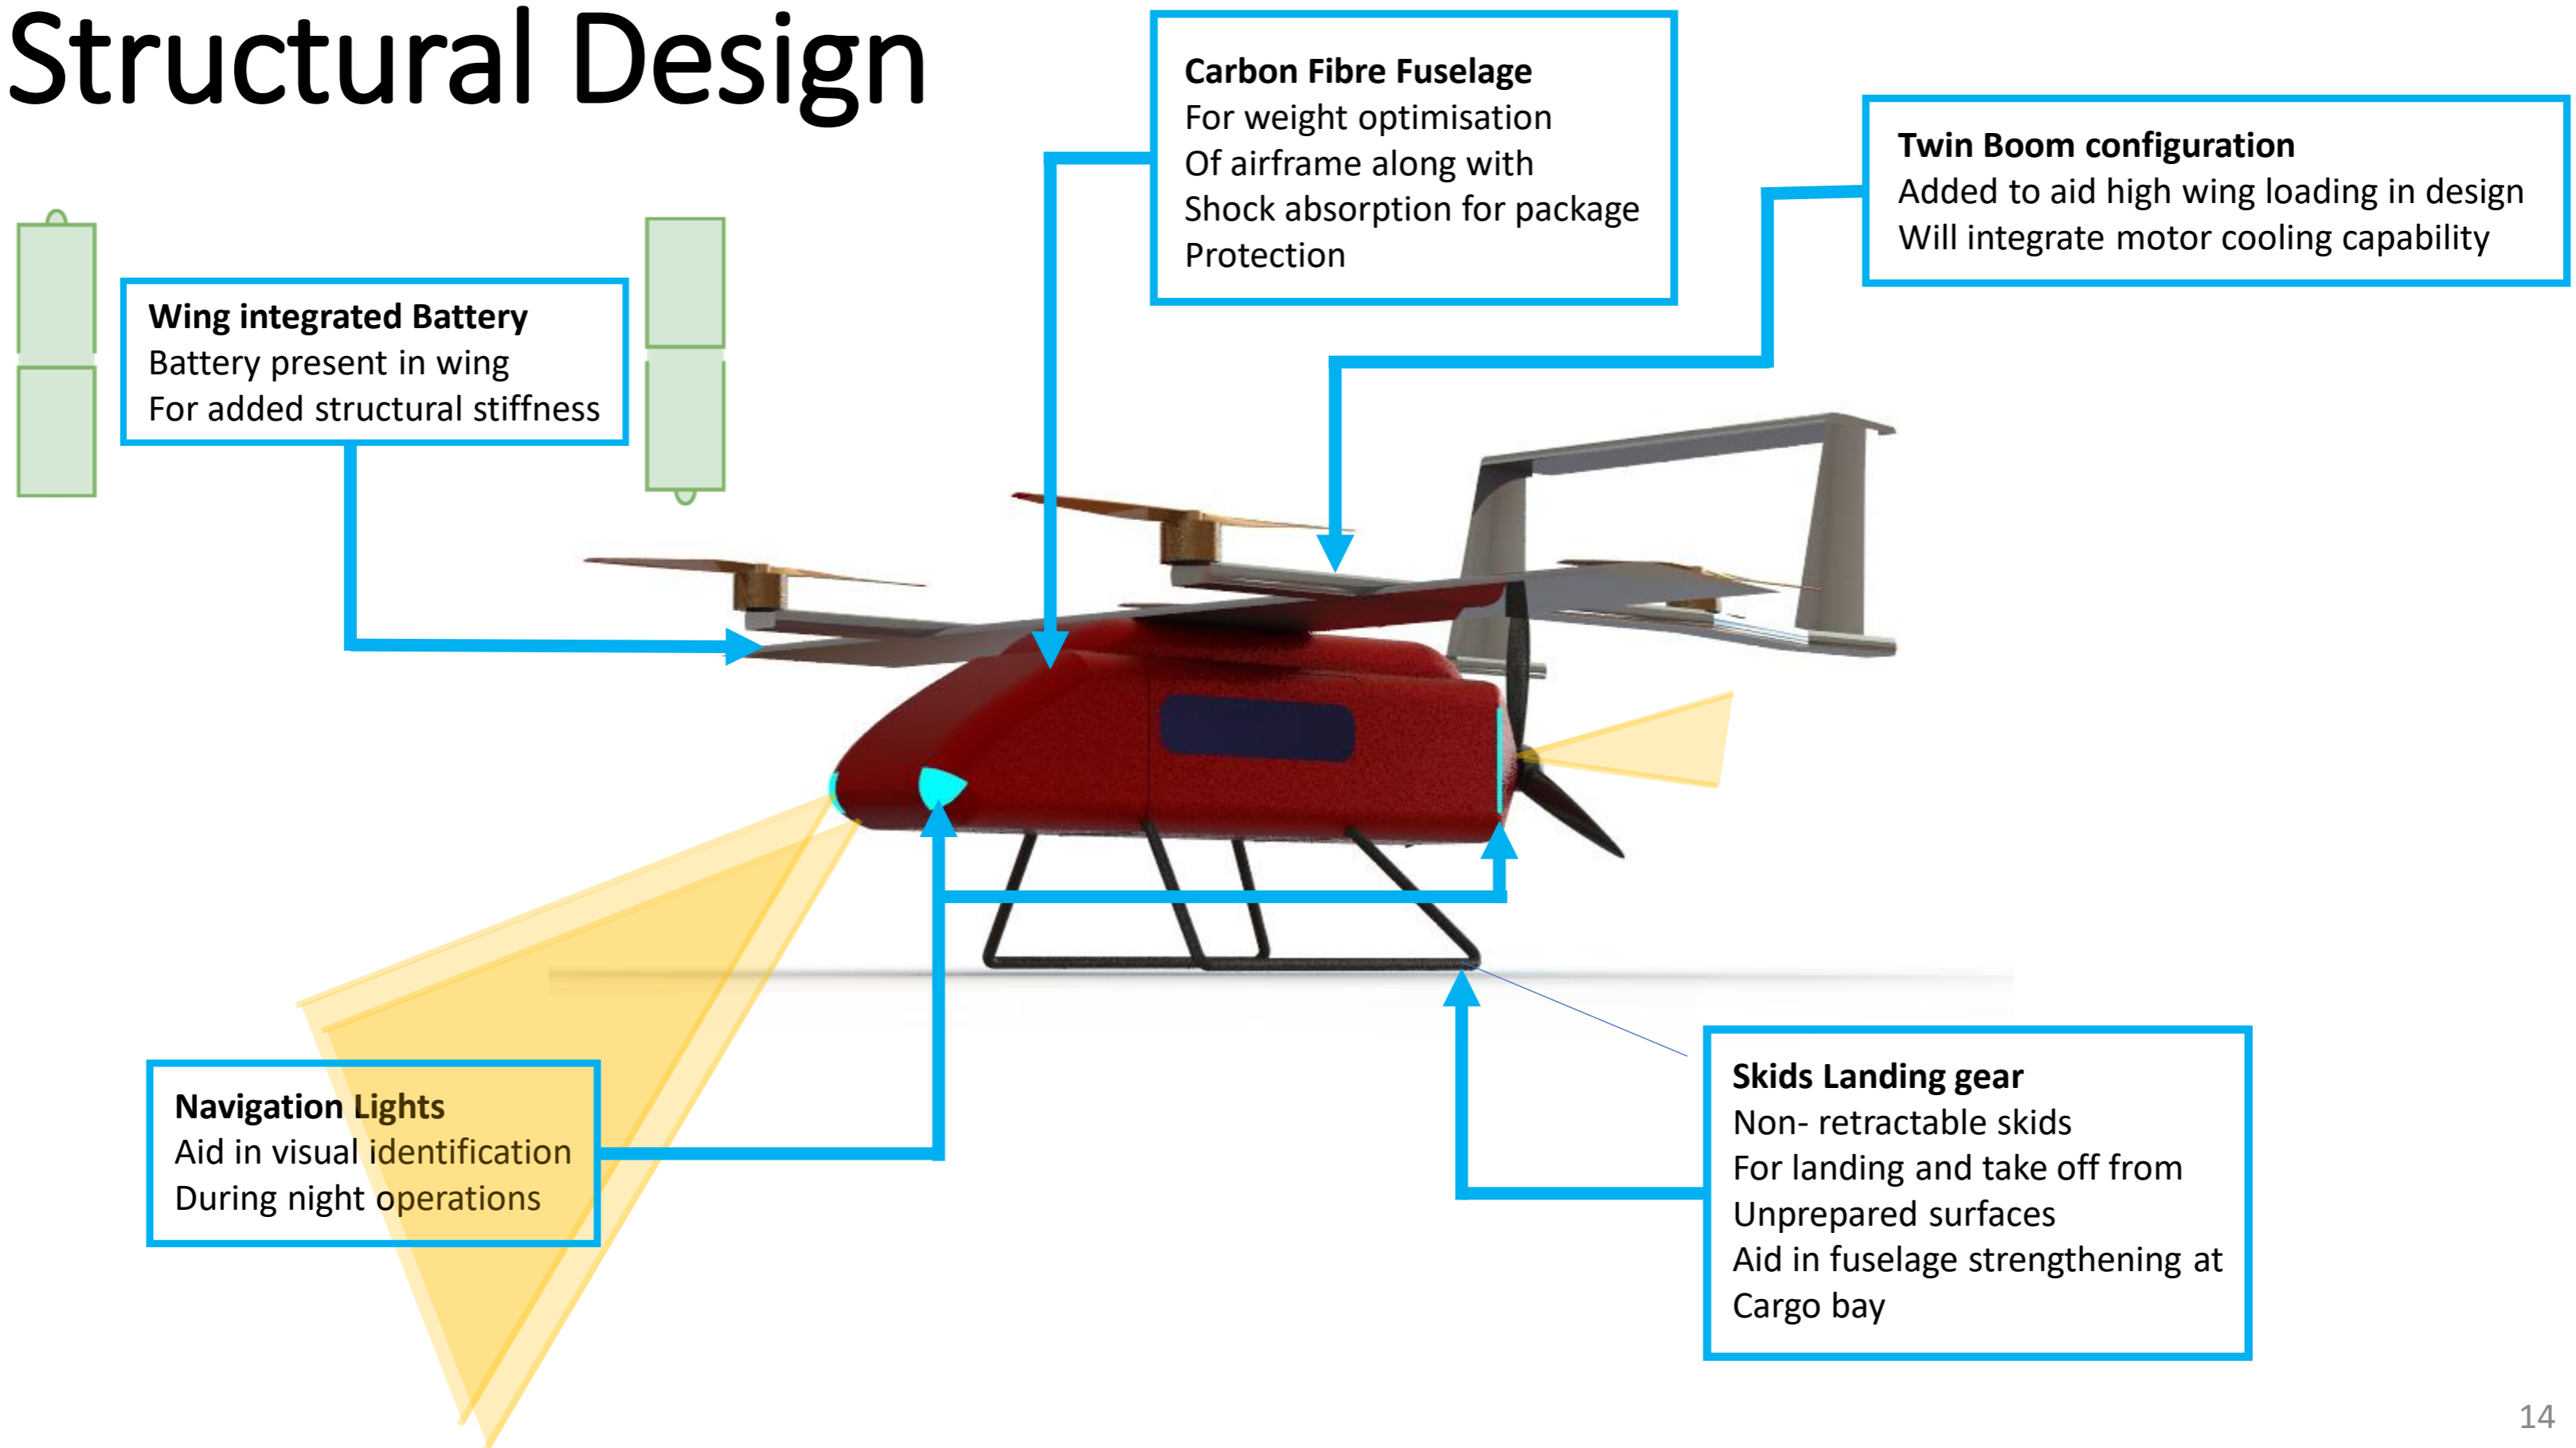 Structural Design
Carbon Fibre Fuselage
For weight optimisation
Of airframe along with
Shock absorption for package
Protection
Twin Boom configuration
Added to aid high wing loading in design
Will integrate motor cooling capability
Wing integrated Battery
Battery present in wing
For added structural stiffness
Navigation Lights
Aid in visual identification
During night operations
Skids Landing gear
Non- retractable skids
For landing and take off from
Unprepared surfaces
Aid in fuselage strengthening at
Cargo bay
14